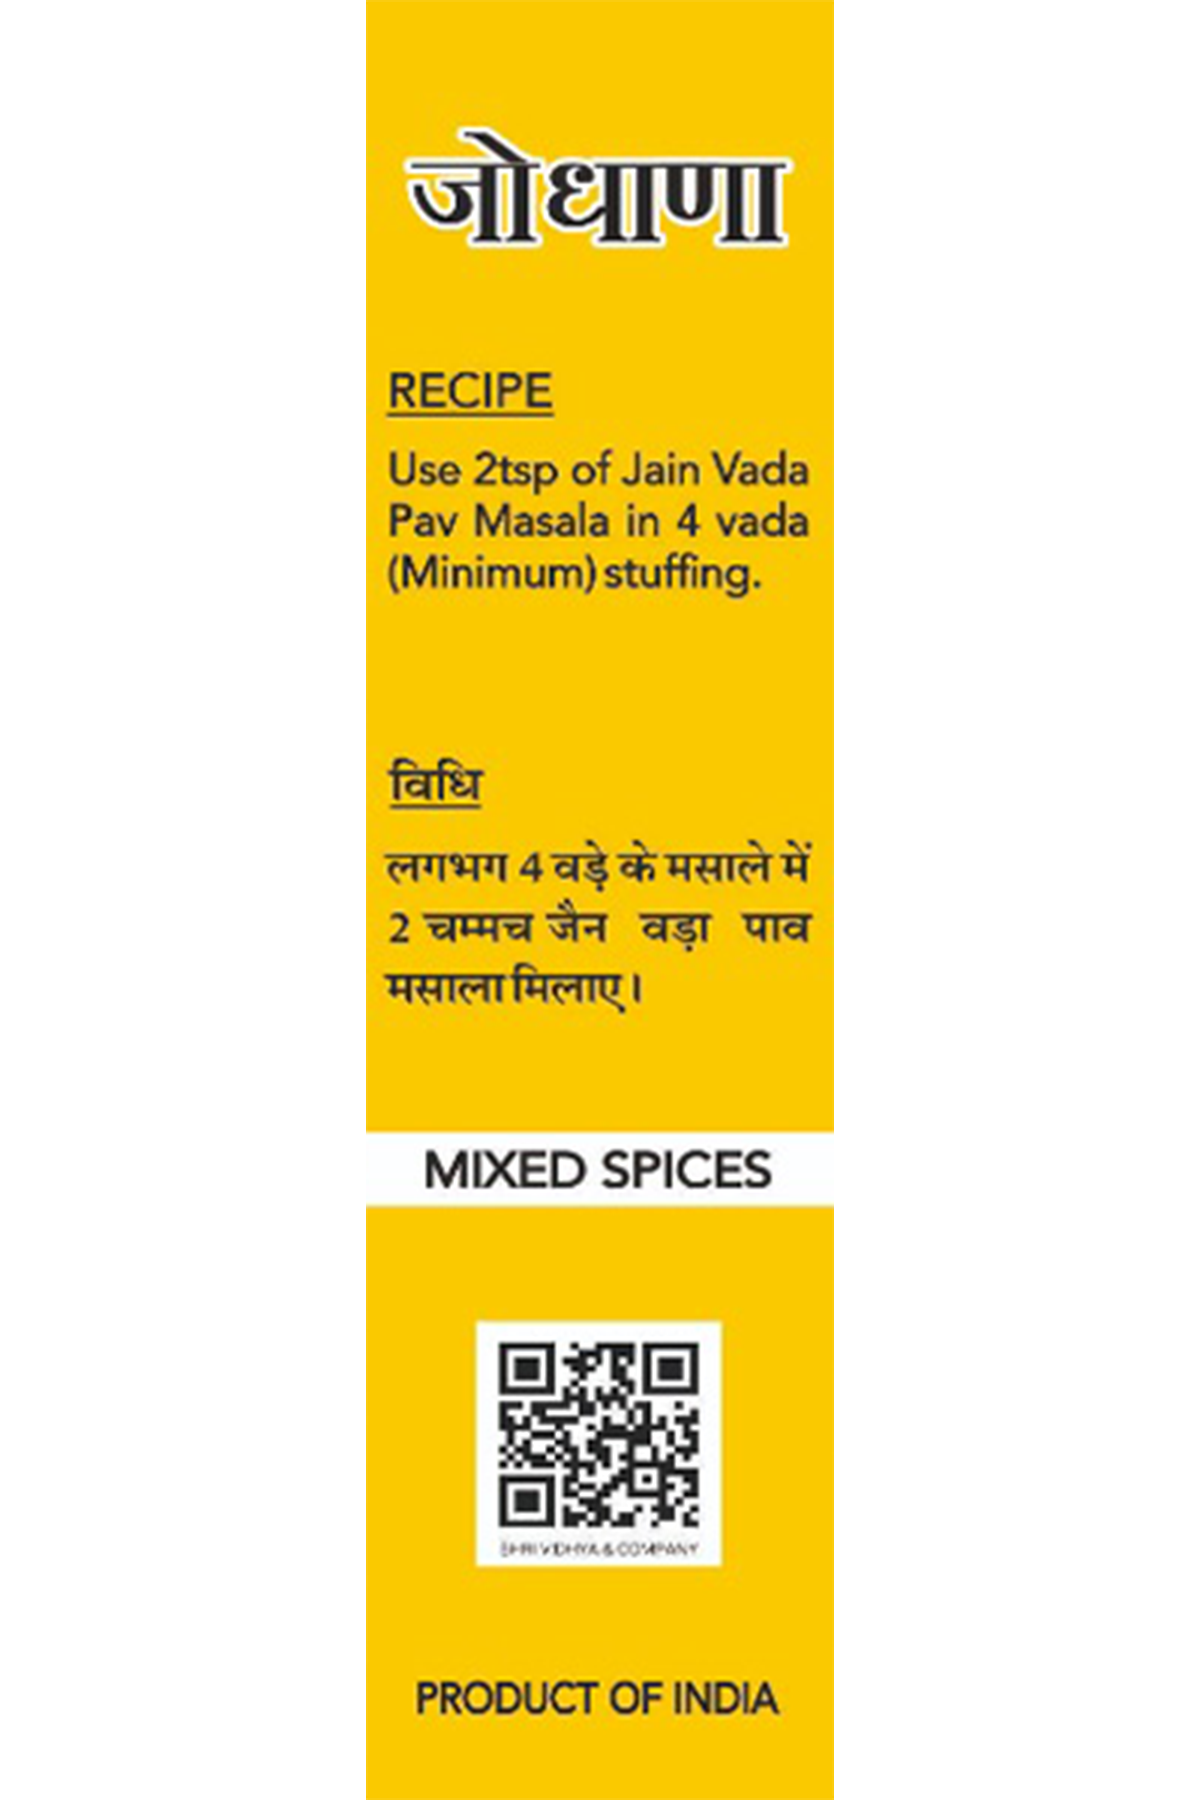 जोधाणा
RECIPE
Use 2tsp of Jain Vada
Pav Masala in 4 vada
(Minimum) stuffing.
विधि
लगभग 4 वड़े के मसाले में
2 चम्मच जैन वड़ा पाव
मसाला मिलाए।
MIXED SPICES
SHRI VIDHYA & COMPANY
PRODUCT OF INDIA